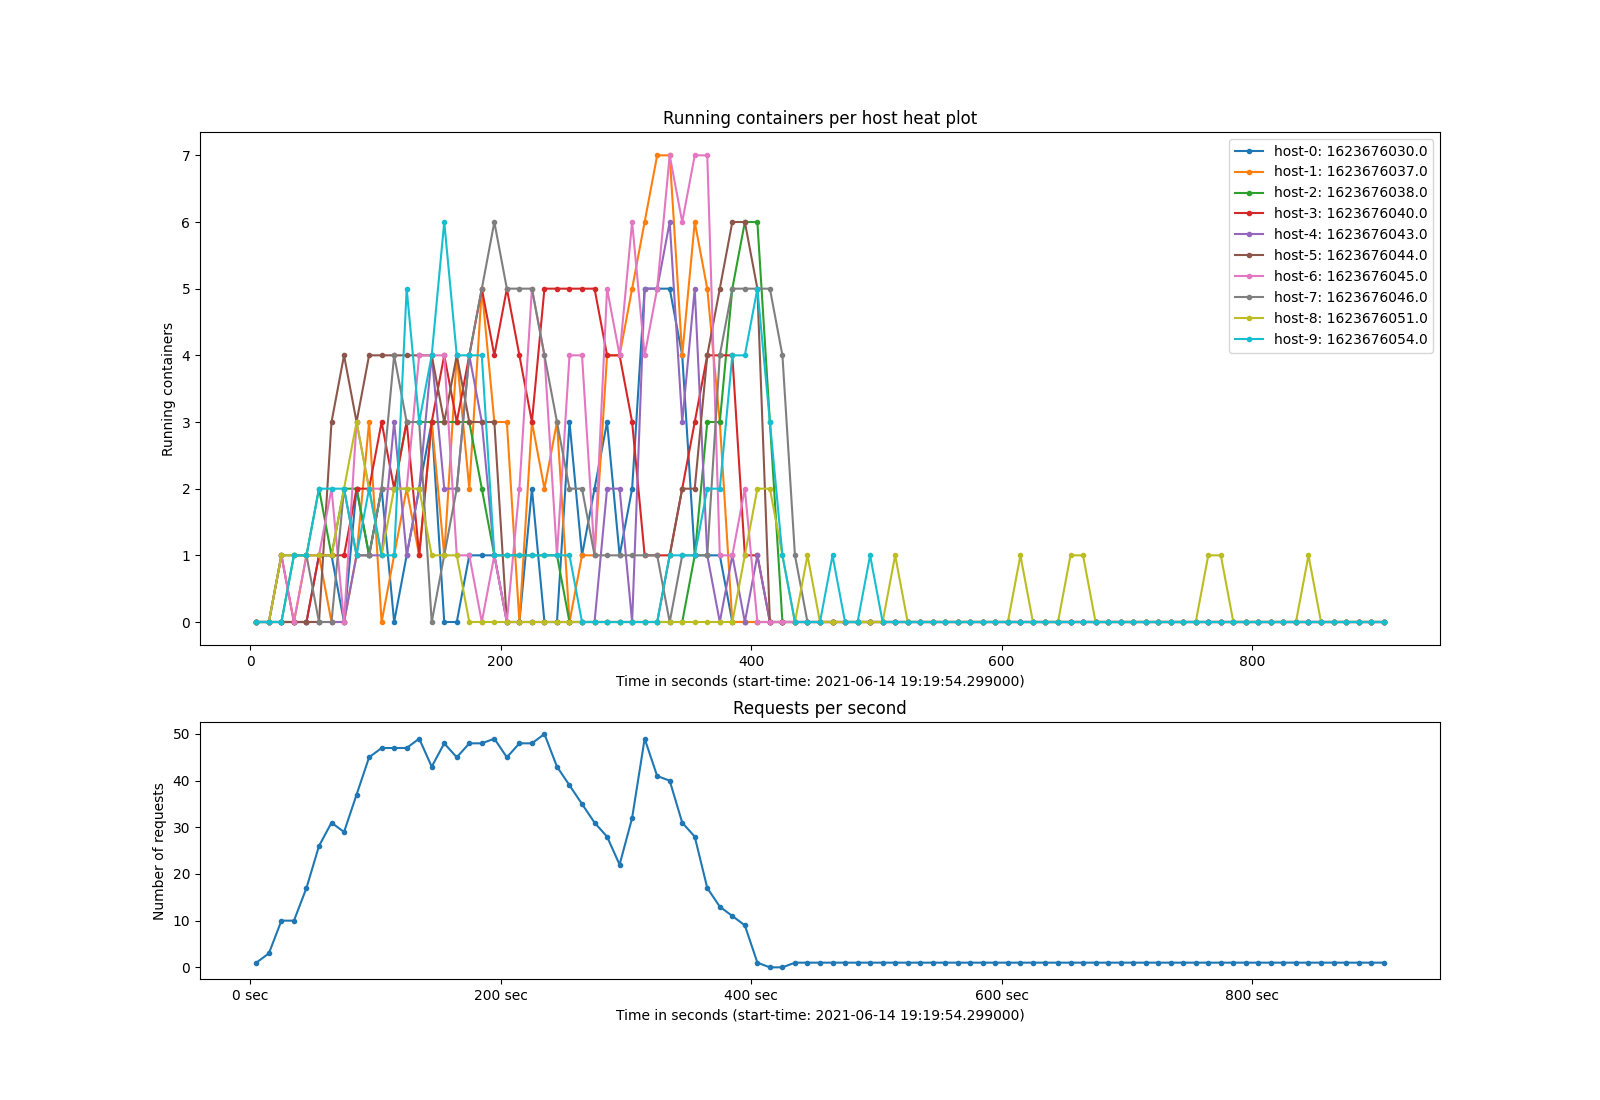 Running containers per host heat plot
7
6
5
4
3
2
1
0
Running containers
host-0: 1623676030.0
host-1: 1623676037.0
host-2: 1623676038.0
host-3: 1623676040.0
host-4: 1623676043.0
host-5: 1623676044.0
host-6: 1623676045.0
host-7: 1623676046.0
host-8: 1623676051.0
host-9: 1623676054.0
0 200 400 600 800
Time in seconds (start-time: 2021-06-14 19:19:54.299000)
Requests per second
50
40
30
20
10
0
Number of requests
0 sec 200 sec 400 sec 600 sec 800 sec
Time in seconds (start-time: 2021-06-14 19:19:54.299000)